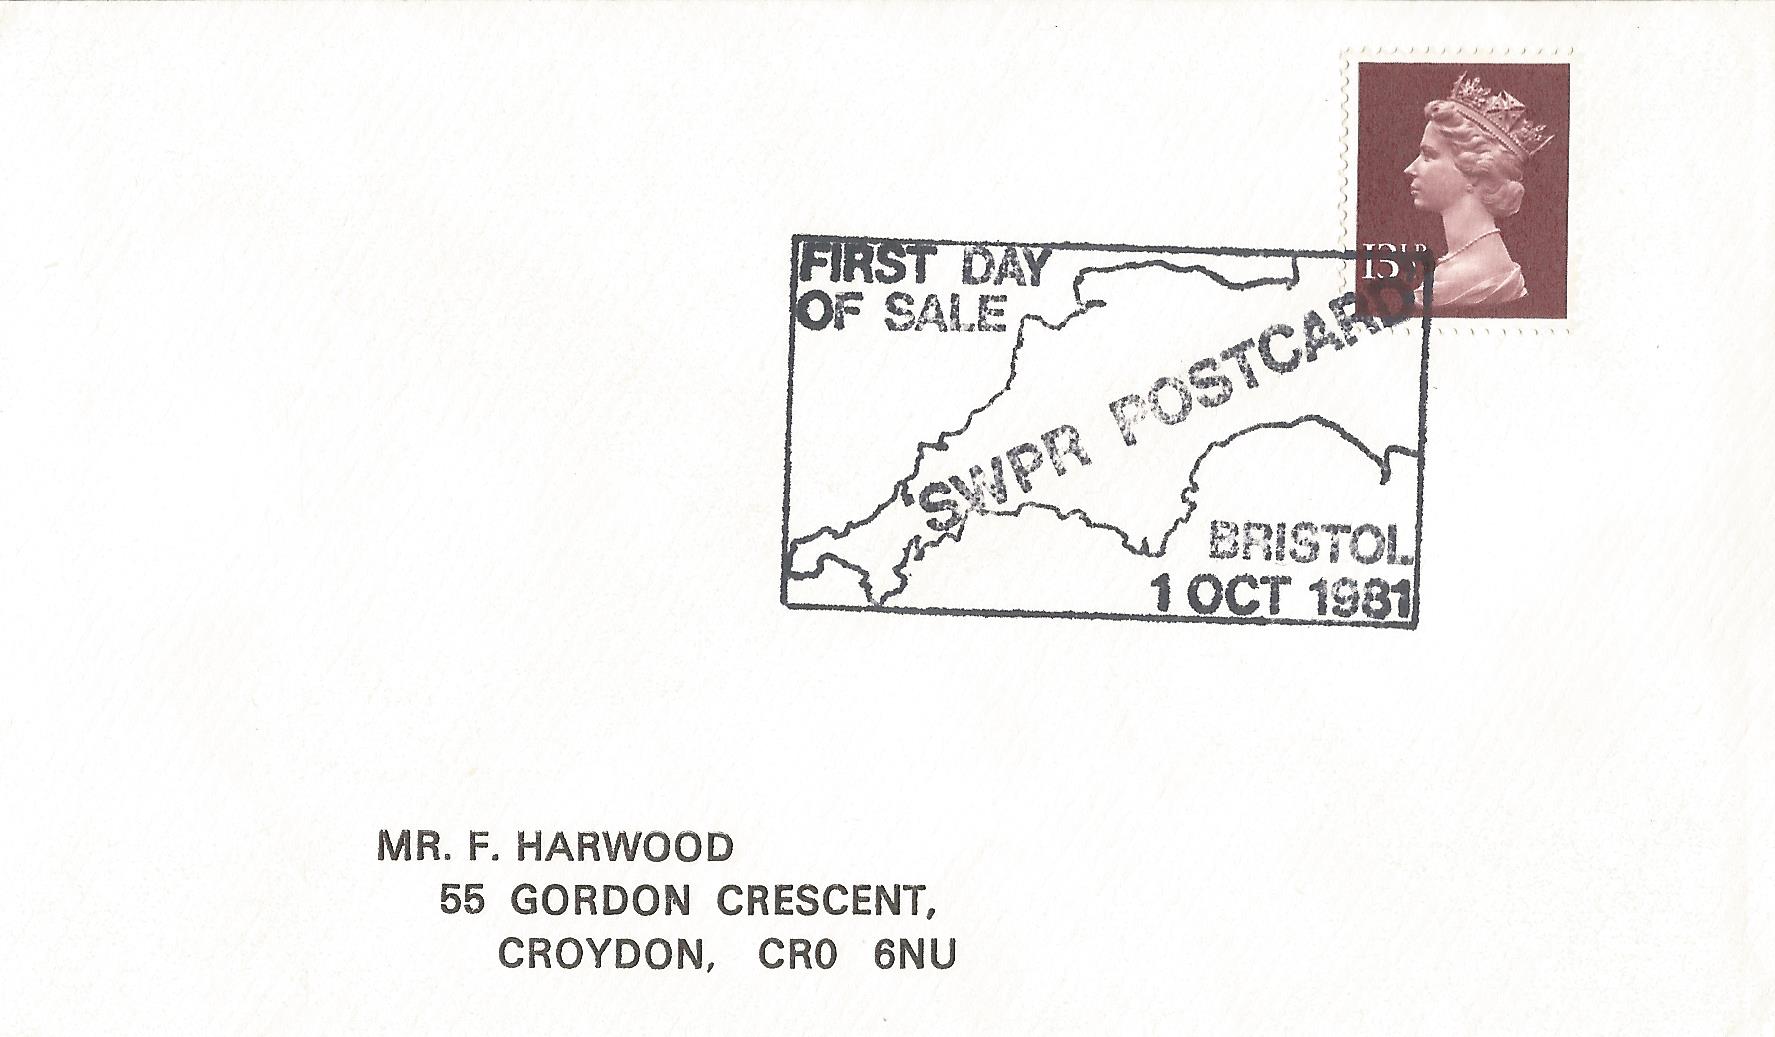 FIRST DAY
OF SALE
SWPR POSTCARD
BRISTOL
1 OCT 1981
MR. F. HARWOOD
55 GORDON CRESCENT,
CROYDON, CR0 6NU